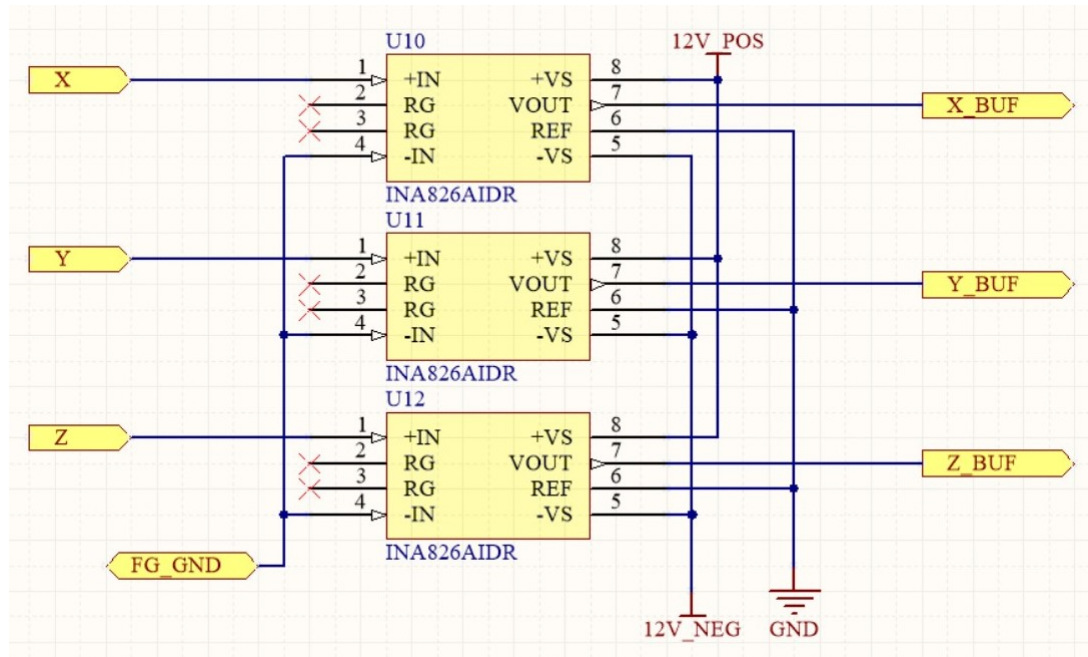 U10
12V_POS
X
1 +IN +VS 8
2 RG VOUT 7
X_BUF
3 RG REF 6
4 -IN -VS 5
INA826AIDR
U11
Y
1 +IN +VS 8
2 RG VOUT 7
Y_BUF
3 RG REF 6
4 -IN -VS 5
INA826AIDR
U12
Z
1 +IN +VS 8
2 RG VOUT 7
Z_BUF
3 RG REF 6
4 -IN -VS 5
INA826AIDR
FG_GND
12V_NEG
GND